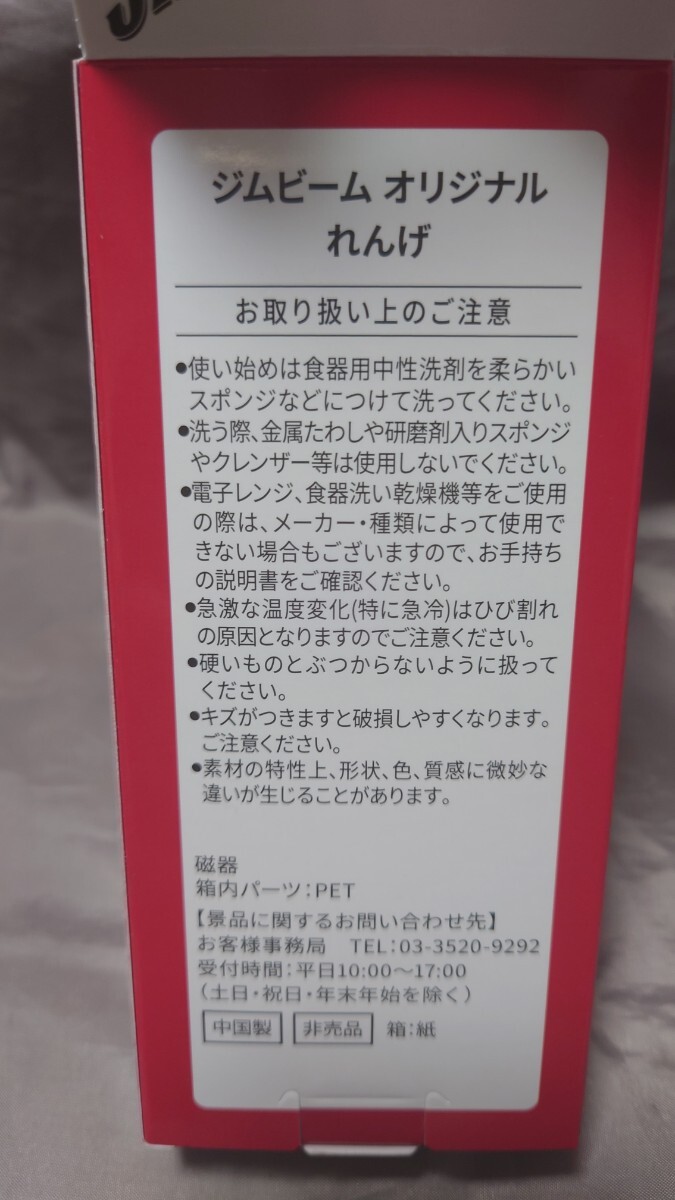 ジムビーム オリジナル
れんげ
お取り扱い上のご注意
●使い始めは食器用中性洗剤を柔らかい
スポンジなどにつけて洗ってください。
●洗う際、金属たわしや研磨剤入りスポンジ
やクレンザー等は使用しないでください。
●電子レンジ、食器洗い乾燥機等をご使用
の際は、メーカー・種類によって使用で
きない場合もございますので、お手持ち
の説明書をご確認ください。
●急激な温度変化(特に急冷)はひび割れ
の原因となりますのでご注意ください。
●硬いものとぶつからないように扱って
ください。
●キズがつきますと破損しやすくなります。
ご注意ください。
●素材の特性上、形状、色、質感に微妙な
違いが生じることがあります。
磁器
箱内パーツ:PET
【景品に関するお問い合わせ先】
お客様事務局 TEL:03-3520-9292
受付時間:平日10:00～17:00
(土日・祝日・年末年始を除く)
中国製 非売品 箱:紙